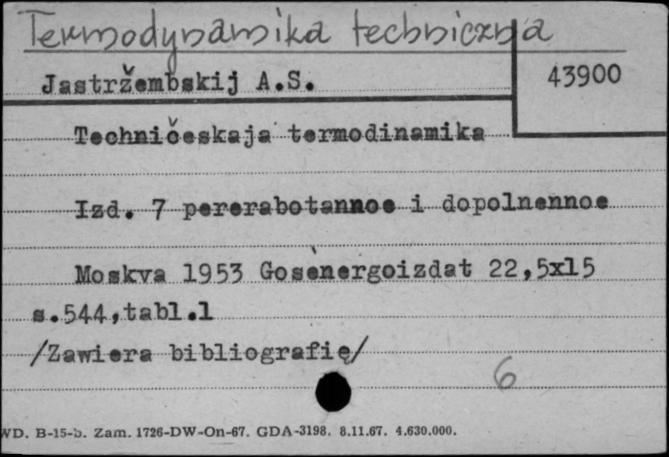 Termodynamika techniczna
Jastržembskij A.S.
43900
Techničeskaja termodinamika
Izd. 7 pererabotannoe i dopolnennoe
Moskva 1953 Gosenergoizdat 22,5x15
s.544,tabl.1
/Zawiera bibliografię/
6
WD. B-15-b. Zam. 1726-DW-On-67. GDA-3198. 8.11.67. 4.630.000.